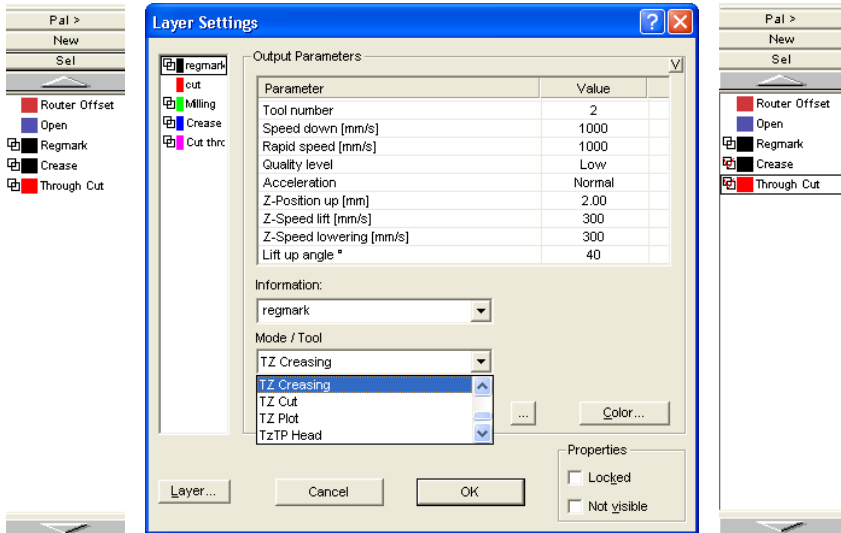 Pal >
New
Sel
Router Offset
Open
Regmark
Crease
Through Cut
Layer Settings
regmark
cut
Milling
Crease
Cut thrc
Output Parameters
V
Parameter Value
Tool number 2
Speed down [mm/s] 1000
Rapid speed [mm/s] 1000
Quality level Low
Acceleration Normal
Z-Position up [mm] 2.00
Z-Speed lift [mm/s] 300
Z-Speed lowering [mm/s] 300
Lift up angle ° 40
Information:
regmark
Mode / Tool
TZ Creasing
TZ Creasing
TZ Cut
TZ Plot
TzTP Head
...
Color...
Properties
Locked
Not visible
Layer...
Cancel
OK
Pal >
New
Sel
Router Offset
Open
Regmark
Crease
Through Cut